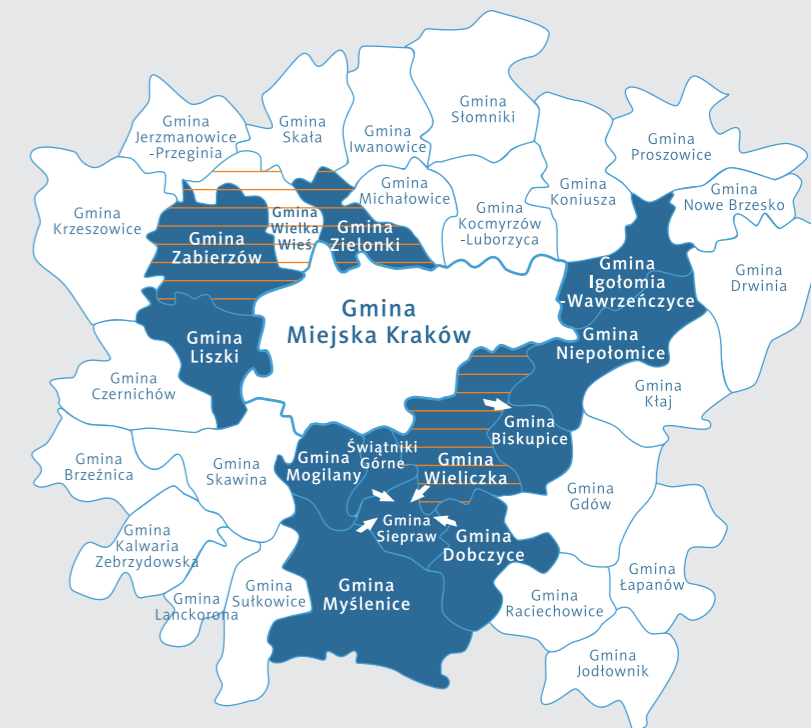 Gmina
Jerzmanowice
-Przeginia
Gmina
Skała
Gmina
Iwanowice
Gmina
Słomniki
Gmina
Proszowice
Gmina
Krzeszowice
Gmina
Zabierzów
Gmina
Wielka
Wieś
Gmina
Zielonki
Gmina
Michałowice
Gmina
Kocmyrzów
-Luborzyca
Gmina
Koniusza
Gmina
Nowe Brzesko
Gmina
Igołomia
-Wawrzeńczyce
Gmina
Drwinia
Gmina
Miejska Kraków
Gmina
Liszki
Gmina
Niepołomice
Gmina
Czernichów
Gmina
Kłaj
Gmina
Biskupice
Gmina
Brzeźnica
Gmina
Skawina
Gmina
Mogilany
Świątniki
Górne
Gmina
Wieliczka
Gmina
Gdów
Gmina
Kalwaria
Zebrzydowska
Gmina
Siepraw
Gmina
Dobczyce
Gmina
Łapanów
Gmina
Lanckorona
Gmina
Sułkowice
Gmina
Myślenice
Gmina
Raciechowice
Gmina
Jodłownik